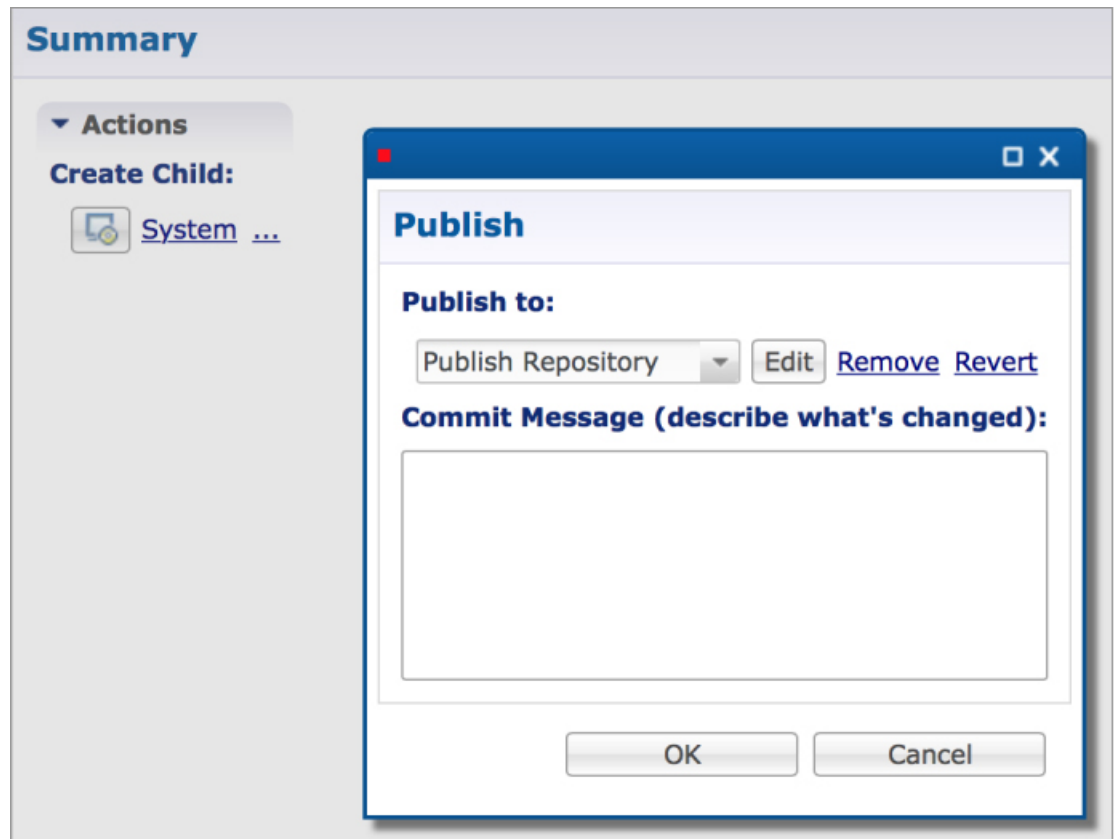 Summary
Actions
Create Child:
System ...
Publish
Publish to:
Publish Repository Edit Remove Revert
Commit Message (describe what's changed):
OK Cancel